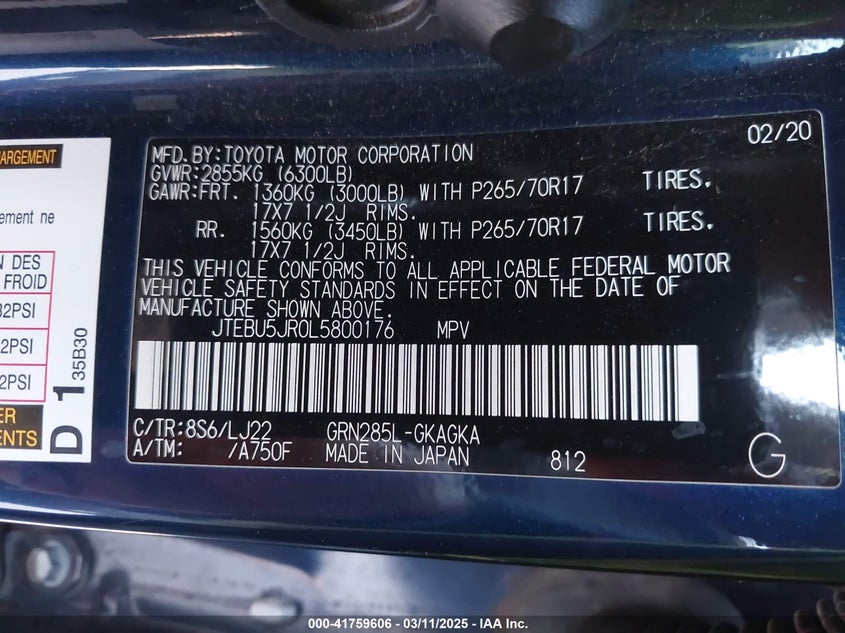 ARGEMENT
ement ne
N DES
FROID
32PSI
2PSI
2PSI
ER
ENTS
D 1 35B30
02/20
MFD. BY:TOYOTA MOTOR CORPORATION
GVWR:2855KG (6300LB)
GAWR:FRT. 1360KG (3000LB) WITH P265/70R17 TIRES.
17X7 1/2J RIMS.
RR. 1560KG (3450LB) WITH P265/70R17 TIRES.
17X7 1/2J RIMS.
THIS VEHICLE CONFORMS TO ALL APPLICABLE FEDERAL MOTOR
VEHICLE SAFETY STANDARDS IN EFFECT ON THE DATE OF
MANUFACTURE SHOWN ABOVE.
JTEBU5JR0L5800176 MPV
C/TR:8S6/LJ22 GRN285L-GKAGKA
A/TM: /A750F MADE IN JAPAN 812 G
000-41759606 - 03/11/2025 - IAA Inc.